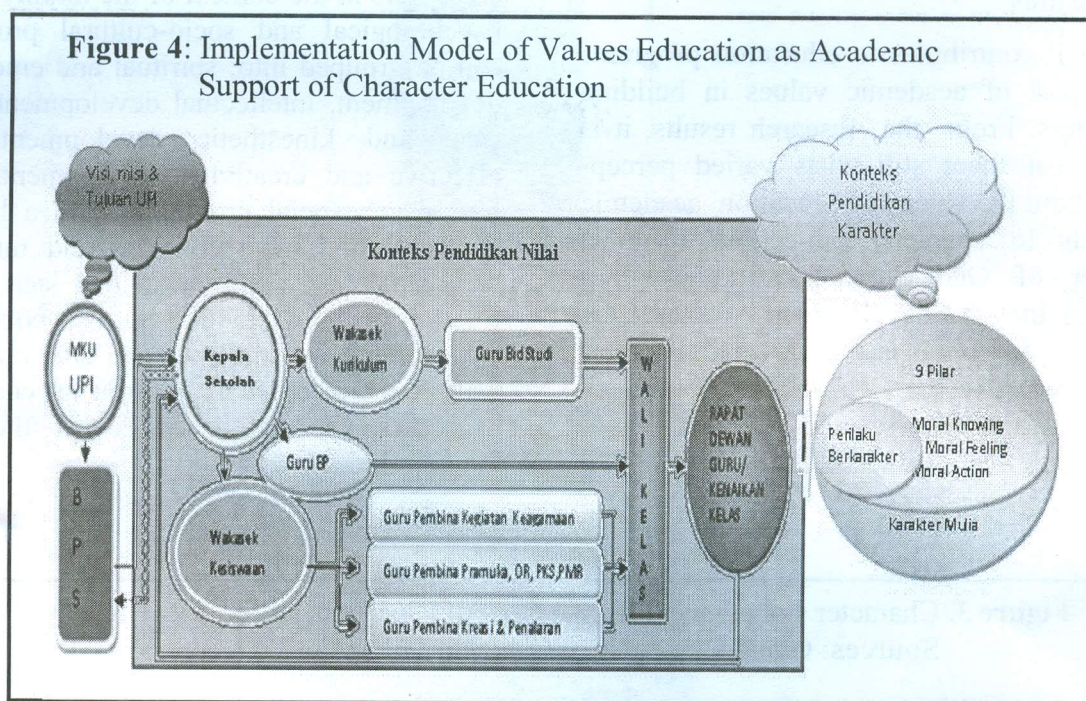 Figure 4: Implementation Model of Values Education as Academic
Support of Character Education
Visi, misi &
Tujuan UPI
Konteks
Pendidikan
Karakter
Konteks Pendidikan Nilai
MKU
UPI
Kepala
Sekolah
Wakasek
Kurikulum
Guru Bid Studi
WALI KELAS
RAPAT
DEWAN
GURU/
KENAIKAN
KELAS
9 Pilar
Perilaku
Berkarakter
Moral Knowing
Moral Feeling
Moral Action
Karakter Mulia
Guru BP
BPS
Wakasek
Kesiswaan
Guru Pembina Kegiatan Keagamaan
Guru Pembina Pramuka, OR, PKS,PMR
Guru Pembina Kreasi & Penalaran